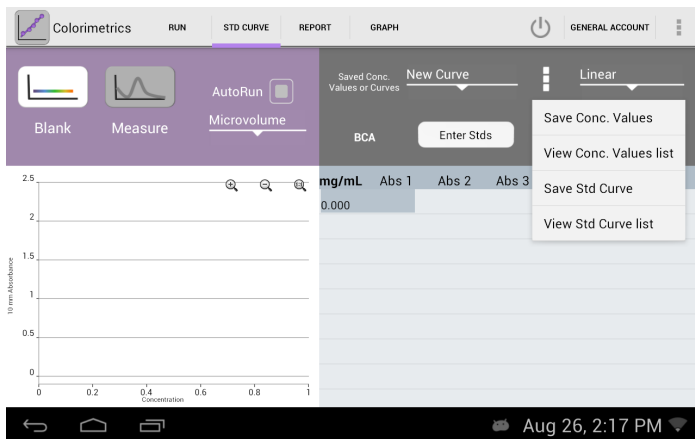 Colorimetrics
RUN
STD CURVE
REPORT
GRAPH
GENERAL ACCOUNT
Blank
Measure
AutoRun
Microvolume
Saved Conc.
Values or Curves
New Curve
Linear
BCA
Enter Stds
Save Conc. Values
View Conc. Values list
Save Std Curve
View Std Curve list
mg/mL Abs 1 Abs 2 Abs 3
0.000
2.5
2
1.5
1
0.5
0
10 mm Absorbance
0 0.2 0.4 0.6 0.8 1
Concentration
Aug 26, 2:17 PM